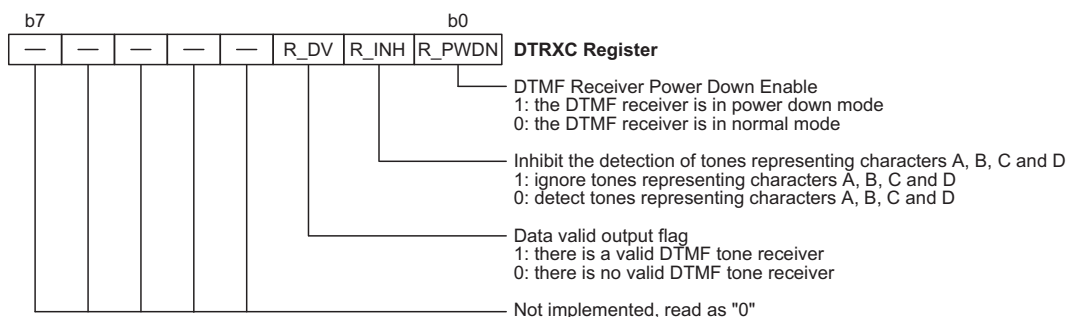 b7 b0
— — — — — R_DV R_INH R_PWDN DTRXC Register
DTMF Receiver Power Down Enable
1: the DTMF receiver is in power down mode
0: the DTMF receiver is in normal mode
Inhibit the detection of tones representing characters A, B, C and D
1: ignore tones representing characters A, B, C and D
0: detect tones representing characters A, B, C and D
Data valid output flag
1: there is a valid DTMF tone receiver
0: there is no valid DTMF tone receiver
Not implemented, read as "0"